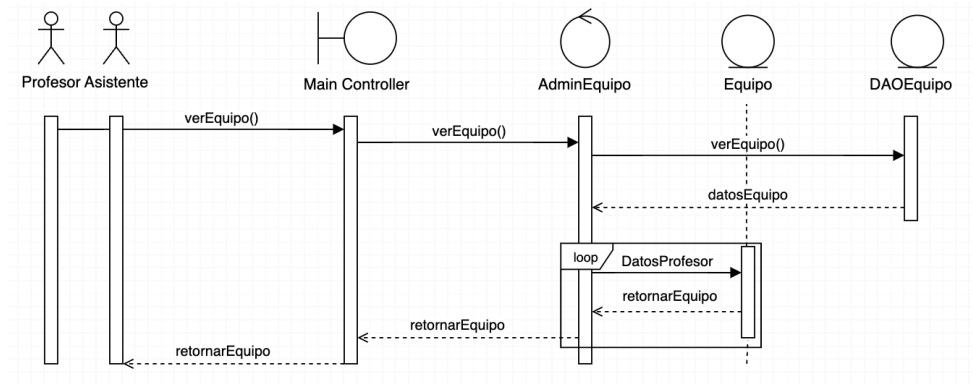 Profesor Asistente
Main Controller
AdminEquipo
Equipo
DAOEquipo
verEquipo()
verEquipo()
verEquipo()
datosEquipo
loop
DatosProfesor
retornarEquipo
retornarEquipo
retornarEquipo